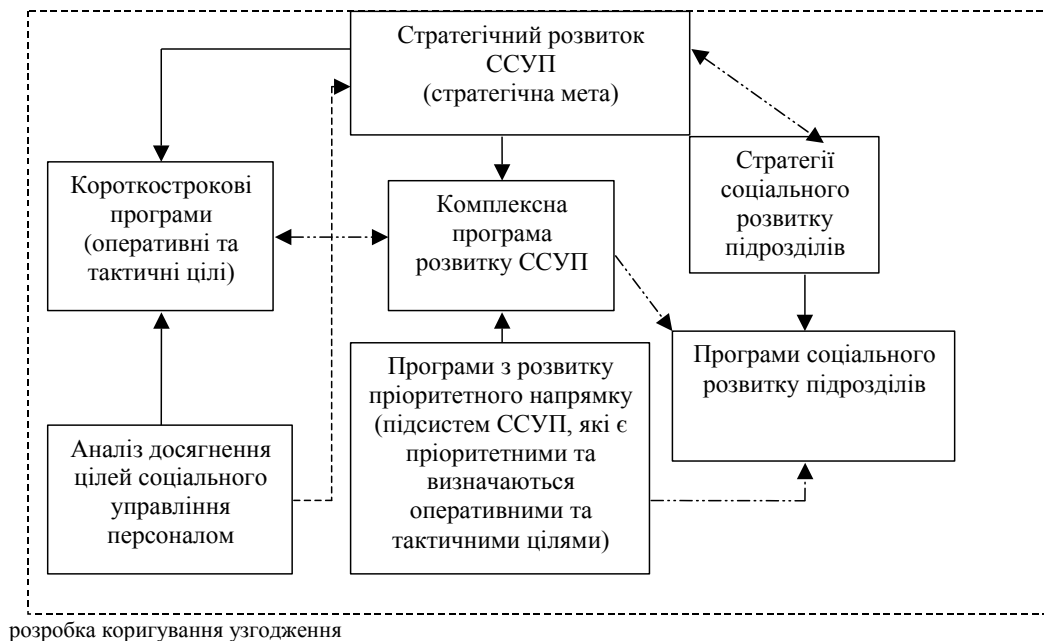 Стратегічний розвиток
ССУП
(стратегічна мета)
Короткострокові
програми
(оперативні та
тактичні цілі)
Комплексна
програма
розвитку ССУП
Стратегії
соціального
розвитку
підрозділів
Програми з розвитку
пріоритетного напрямку
(підсистем ССУП, які є
пріоритетними та
визначаються
оперативними та
тактичними цілями)
Програми соціального
розвитку підрозділів
Аналіз досягнення
цілей соціального
управління
персоналом
розробка коригування узгодження